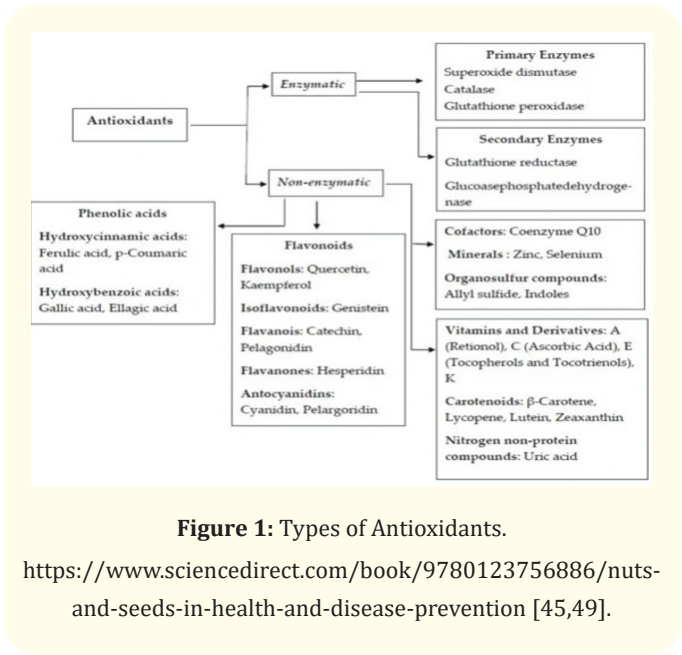 Antioxidants
Enzymatic
Primary Enzymes
Superoxide dismutase
Catalase
Glutathione peroxidase
Secondary Enzymes
Glutathione reductase
Glucoasephosphatedehydroge-
nase
Non-enzymatic
Phenolic acids
Hydroxycinnamic acids:
Ferulic acid, p-Coumaric
acid
Hydroxybenzoic acids:
Gallic acid, Ellagic acid
Flavonoids
Flavonols: Quercetin,
Kaempferol
Isoflavonoids: Genistein
Flavanois: Catechin,
Pelagonidin
Flavanones: Hesperidin
Antocyanidins:
Cyanidin, Pelargoridin
Cofactors: Coenzyme Q10
Minerals : Zinc, Selenium
Organosulfur compounds:
Allyl sulfide, Indoles
Vitamins and Derivatives: A
(Retionol), C (Ascorbic Acid), E
(Tocopherols and Tocotrienols),
K
Carotenoids: β-Carotene,
Lycopene, Lutein, Zeaxanthin
Nitrogen non-protein
compounds: Uric acid
Figure 1: Types of Antioxidants.
https://www.sciencedirect.com/book/9780123756886/nuts-
and-seeds-in-health-and-disease-prevention [45,49].